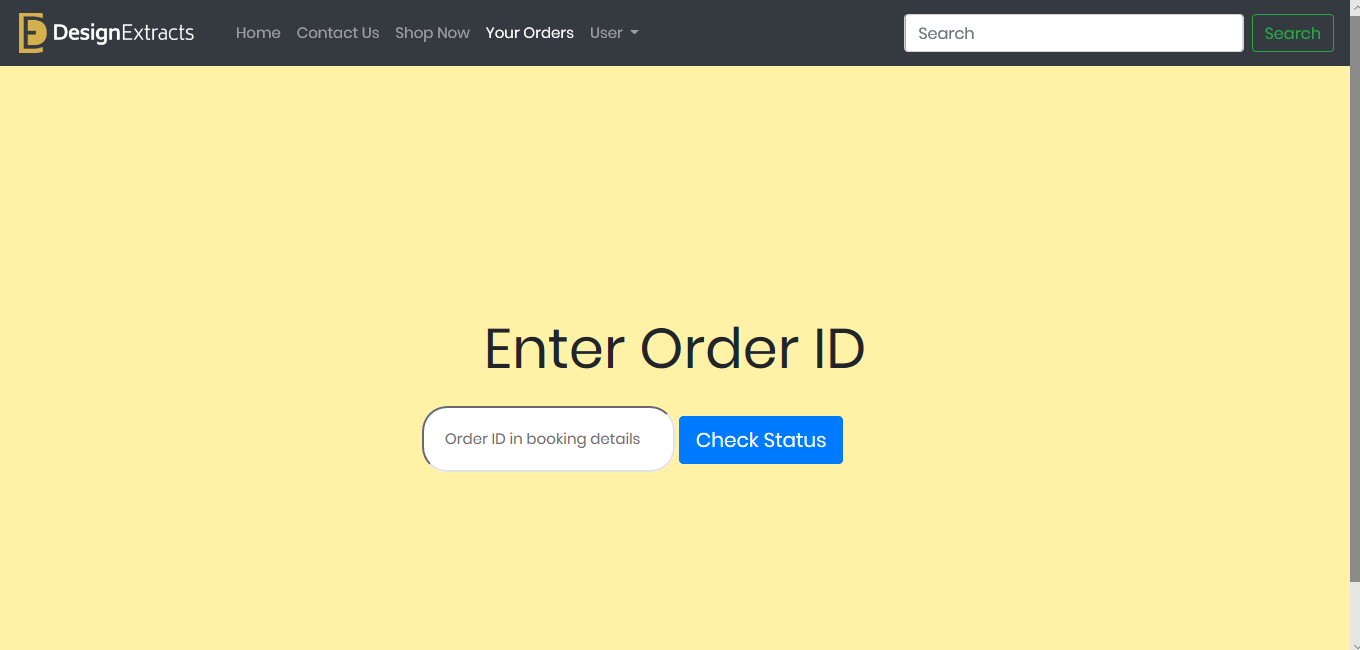 DesignExtracts Home Contact Us Shop Now Your Orders User Search Search
Enter Order ID
Order ID in booking details Check Status